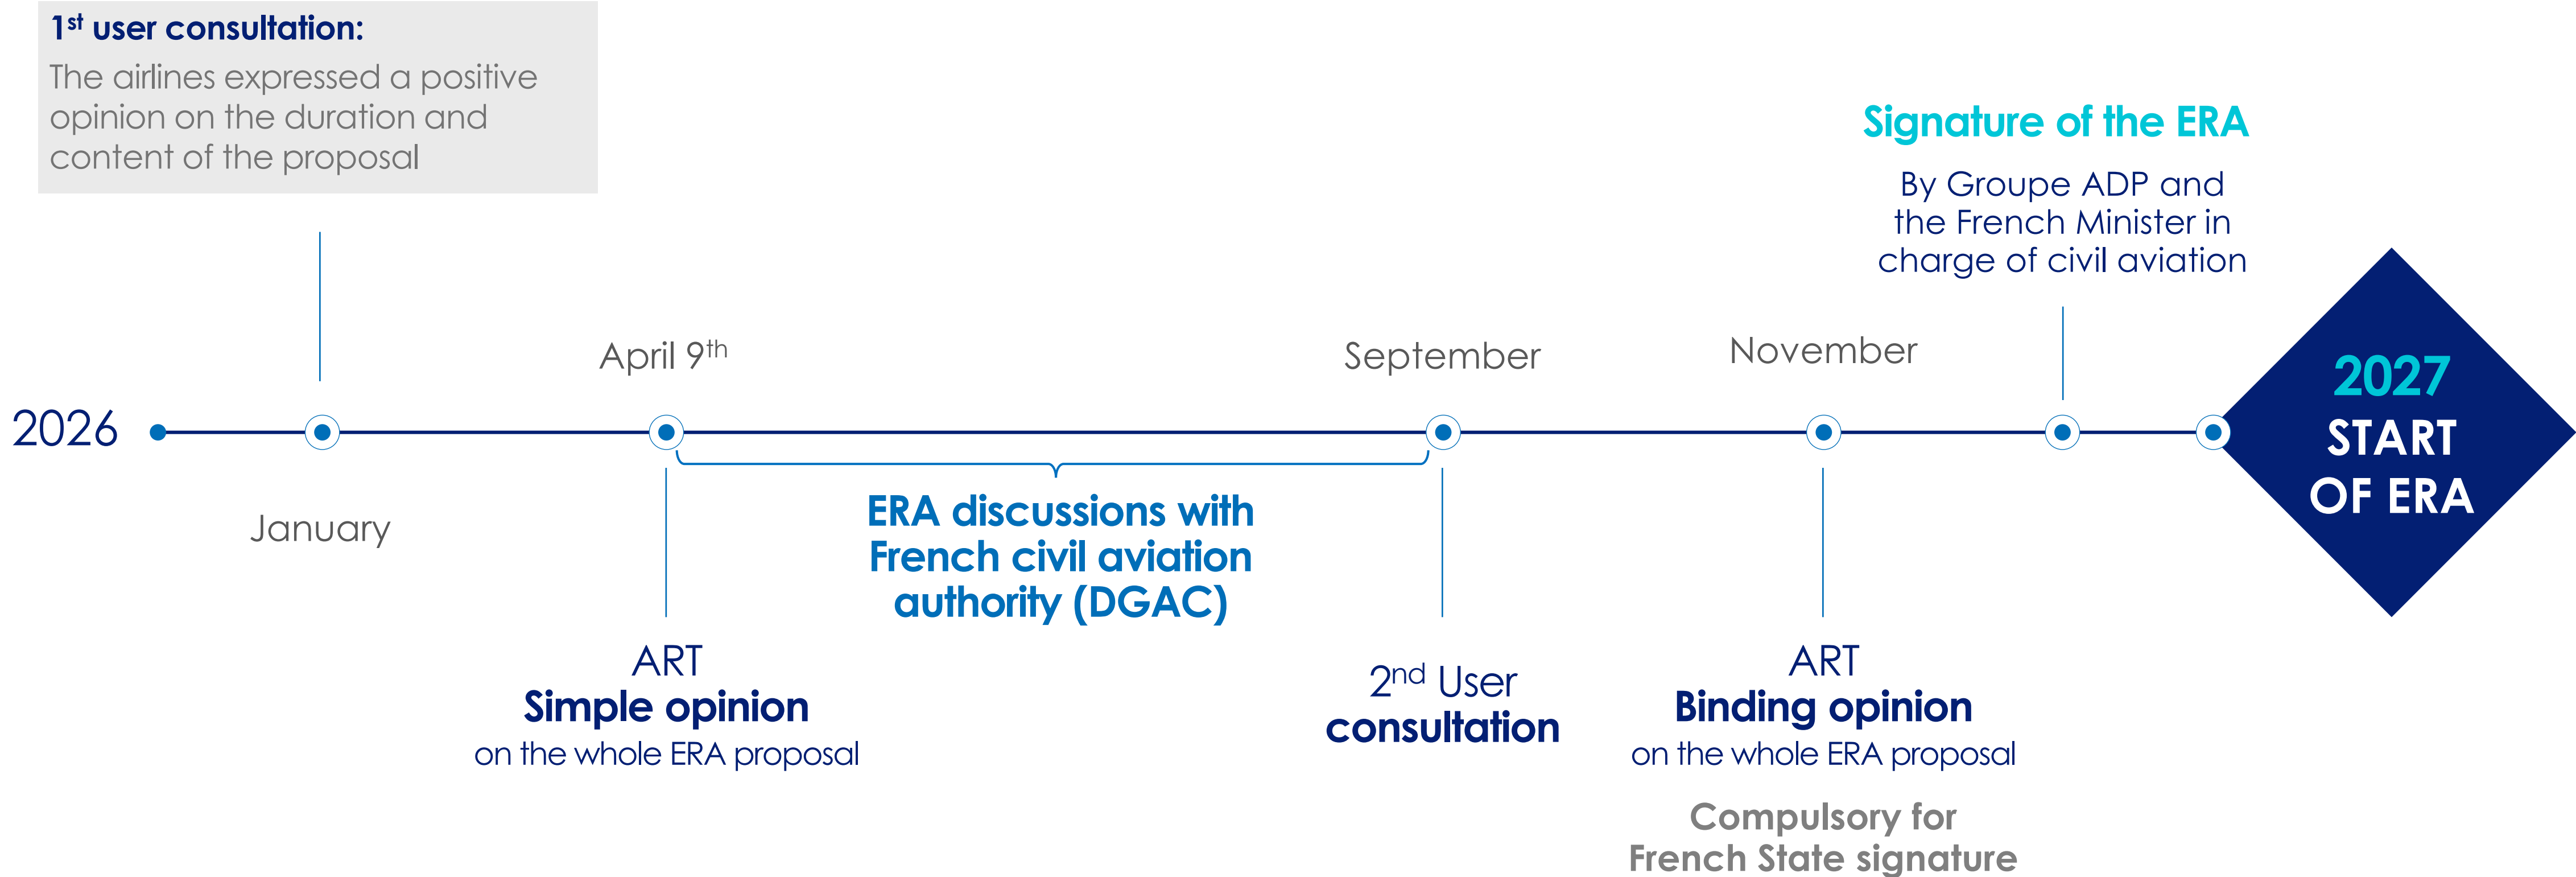 1st user consultation:
The airlines expressed a positive
opinion on the duration and
content of the proposal
Signature of the ERA
By Groupe ADP and
the French Minister in
charge of civil aviation
April 9th
September
November
2026
January
2027
START
OF ERA
ERA discussions with
French civil aviation
authority (DGAC)
ART
Simple opinion
on the whole ERA proposal
2nd User
consultation
ART
Binding opinion
on the whole ERA proposal
Compulsory for
French State signature